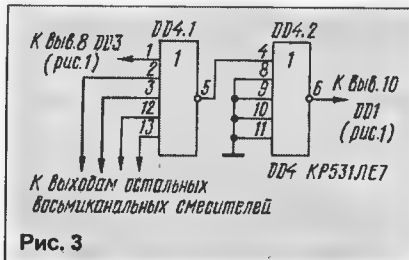 DD4.1
DD4.2
К выв.8 DD3
(рис.1)
1
2
3
12
13
1
5
4
8
9
10
11
1
6
К выв.10
DD1
(рис.1)
DD4 КР531ЛЕ7
К выходам остальных
восьмиканальных смесителей
Рис. 3